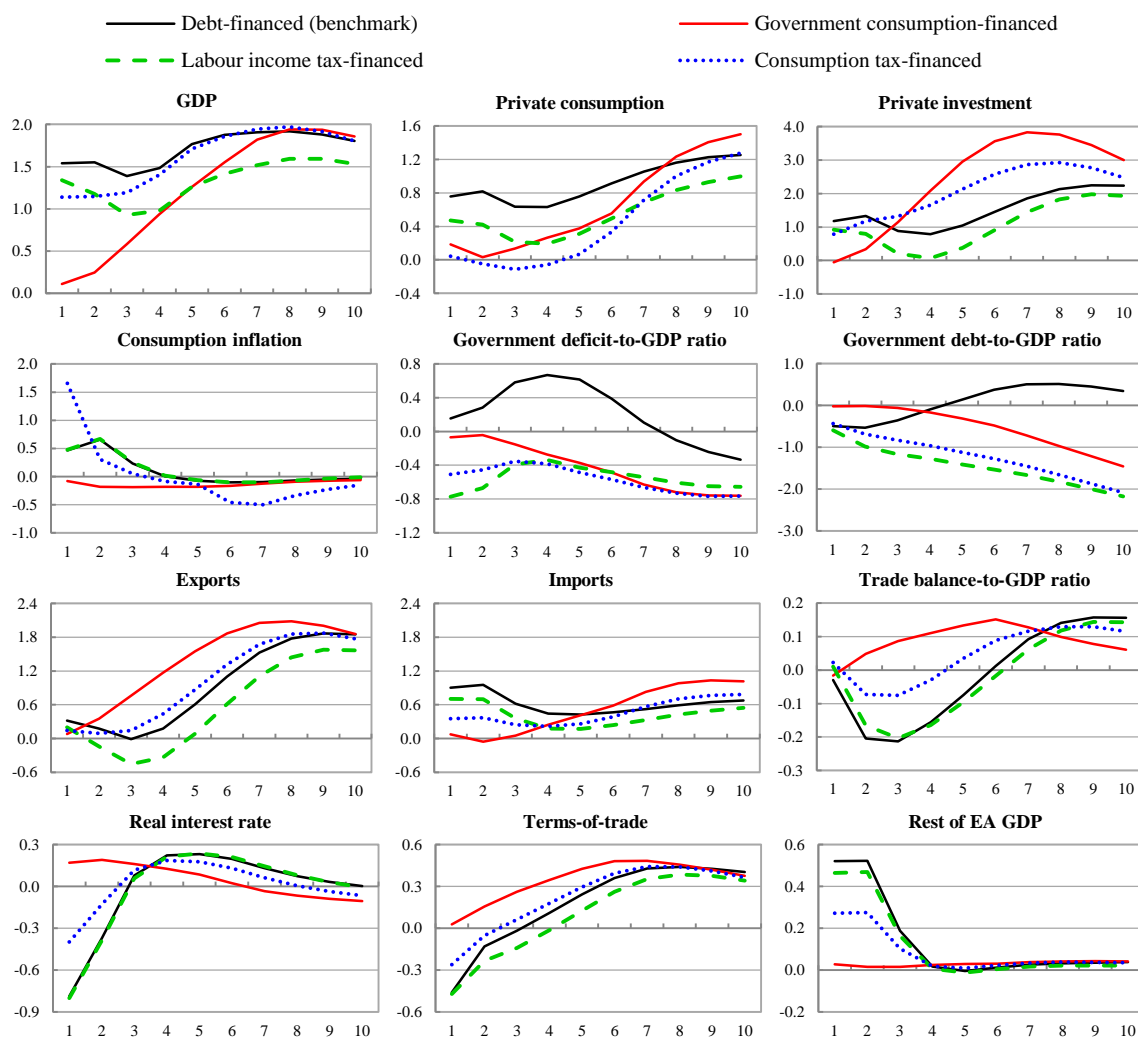 Debt-financed (benchmark)
Government consumption-financed
Labour income tax-financed
Consumption tax-financed
GDP
2.0
1.5
1.0
0.5
0.0
1 2 3 4 5 6 7 8 9 10
Private consumption
1.6
1.2
0.8
0.4
0.0
-0.4
1 2 3 4 5 6 7 8 9 10
Private investment
4.0
3.0
2.0
1.0
0.0
-1.0
1 2 3 4 5 6 7 8 9 10
Consumption inflation
2.0
1.5
1.0
0.5
0.0
-0.5
-1.0
1 2 3 4 5 6 7 8 9 10
Government deficit-to-GDP ratio
0.8
0.4
0.0
-0.4
-0.8
-1.2
1 2 3 4 5 6 7 8 9 10
Government debt-to-GDP ratio
1.0
0.0
-1.0
-2.0
-3.0
1 2 3 4 5 6 7 8 9 10
Exports
2.4
1.8
1.2
0.6
0.0
-0.6
1 2 3 4 5 6 7 8 9 10
Imports
2.4
1.8
1.2
0.6
0.0
-0.6
1 2 3 4 5 6 7 8 9 10
Trade balance-to-GDP ratio
0.2
0.1
0.0
-0.1
-0.2
-0.3
1 2 3 4 5 6 7 8 9 10
Real interest rate
0.3
0.0
-0.3
-0.6
-0.9
1 2 3 4 5 6 7 8 9 10
Terms-of-trade
0.6
0.3
0.0
-0.3
-0.6
1 2 3 4 5 6 7 8 9 10
Rest of EA GDP
0.6
0.4
0.2
0.0
-0.2
1 2 3 4 5 6 7 8 9 10